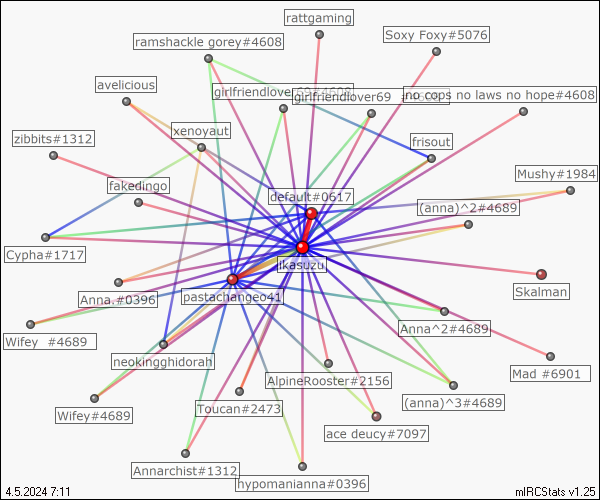 rattgaming
ramshackle gorey#4608
Soxy Foxy#5076
avelicious
girlfriendlover69
girlfriendlover69
no cops no laws no hope#4608
xenoyaut
frisout
zibbits#1312
Mushy#1984
fakedingo
default#0617
(anna)^2#4689
Cypha#1717
ikasuzu
Skalman
Anna.#0396
pastachangeo41
Wifey  #4689
Anna^2#4689
neokingghidorah
AlpineRooster#2156
Mad #6901
Wifey#4689
Toucan#2473
(anna)^3#4689
ace deucy#7097
Annarchist#1312
hypomanianna#0396
4.5.2024 7:11
mIRCStats v1.25